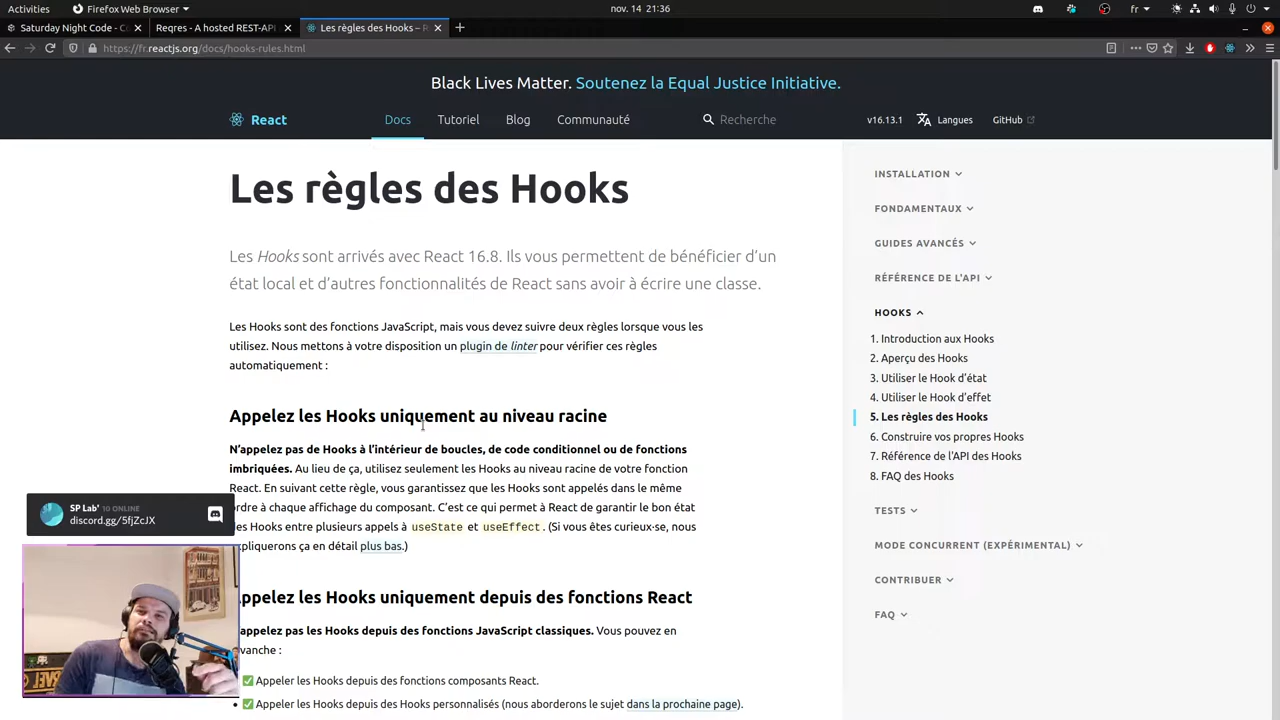 Activities
Firefox Web Browser
nov. 14 21:36
fr
Saturday Night Code - C
Reqres - A hosted REST-API
Les règles des Hooks – R
https://fr.reactjs.org/docs/hooks-rules.html
Black Lives Matter. Soutenez la Equal Justice Initiative.
React
Docs
Tutoriel
Blog
Communauté
Recherche
v16.13.1
Langues
GitHub
Les règles des Hooks
Les Hooks sont arrivés avec React 16.8. Ils vous permettent de bénéficier d’un
état local et d’autres fonctionnalités de React sans avoir à écrire une classe.
Les Hooks sont des fonctions JavaScript, mais vous devez suivre deux règles lorsque vous les
utilisez. Nous mettons à votre disposition un plugin de linter pour vérifier ces règles
automatiquement :
Appelez les Hooks uniquement au niveau racine
N’appelez pas de Hooks à l’intérieur de boucles, de code conditionnel ou de fonctions
imbriquées. Au lieu de ça, utilisez seulement les Hooks au niveau racine de votre fonction
React. En suivant cette règle, vous garantissez que les Hooks sont appelés dans le même
ordre à chaque affichage du composant. C’est ce qui permet à React de garantir le bon état
des Hooks entre plusieurs appels à useState et useEffect. (Si vous êtes curieux·se, nous
expliquerons ça en détail plus bas.)
Appelez les Hooks uniquement depuis des fonctions React
appelez pas les Hooks depuis des fonctions JavaScript classiques. Vous pouvez en
revanche :
✅ Appeler les Hooks depuis des fonctions composants React.
• ✅ Appeler les Hooks depuis des Hooks personnalisés (nous aborderons le sujet dans la prochaine page).
INSTALLATION
FONDAMENTAUX
GUIDES AVANCÉS
RÉFÉRENCE DE L'API
HOOKS
1. Introduction aux Hooks
2. Aperçu des Hooks
3. Utiliser le Hook d'état
4. Utiliser le Hook d'effet
5. Les règles des Hooks
6. Construire vos propres Hooks
7. Référence de l'API des Hooks
8. FAQ des Hooks
TESTS
MODE CONCURRENT (EXPÉRIMENTAL)
CONTRIBUER
FAQ
SP Lab' 10 ONLINE
discord.gg/5fjZcJX